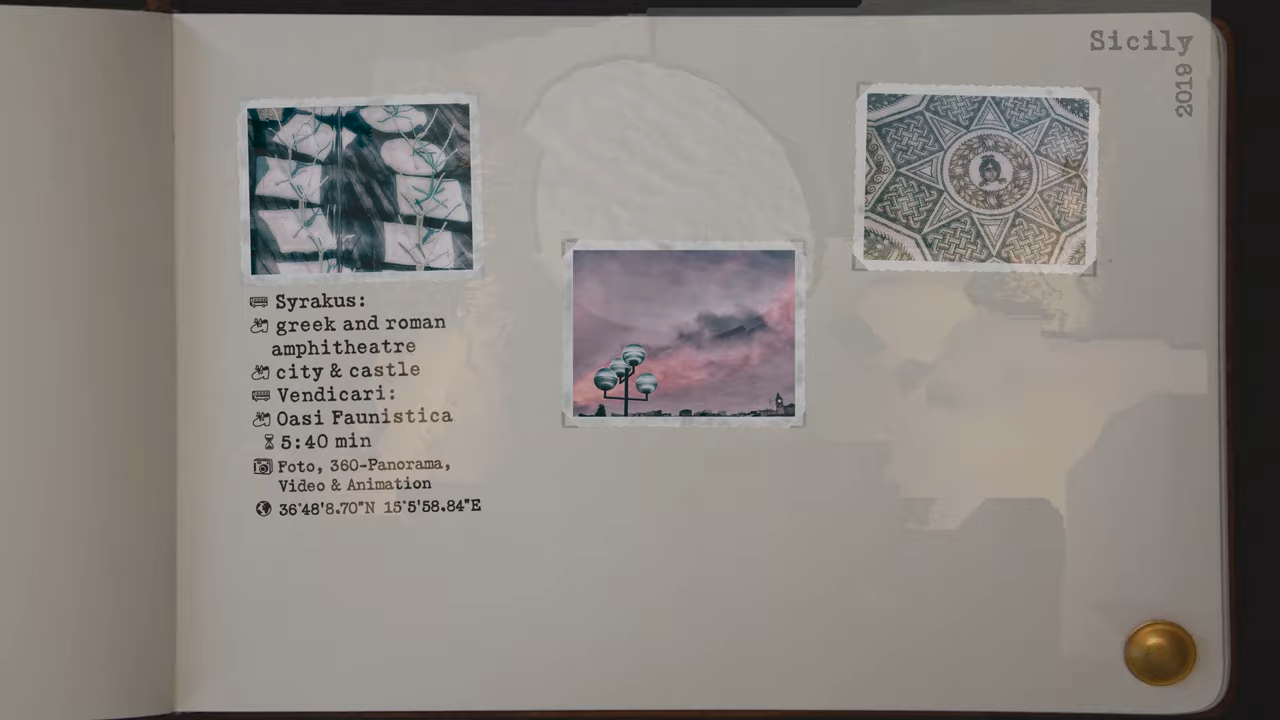 Sicily
2019
Syrakus:
greek and roman
amphitheatre
city & castle
Vendicari:
Oasi Faunistica
5:40 min
Foto, 360-Panorama,
Video & Animation
36°48'8.70"N 15°5'58.84"E